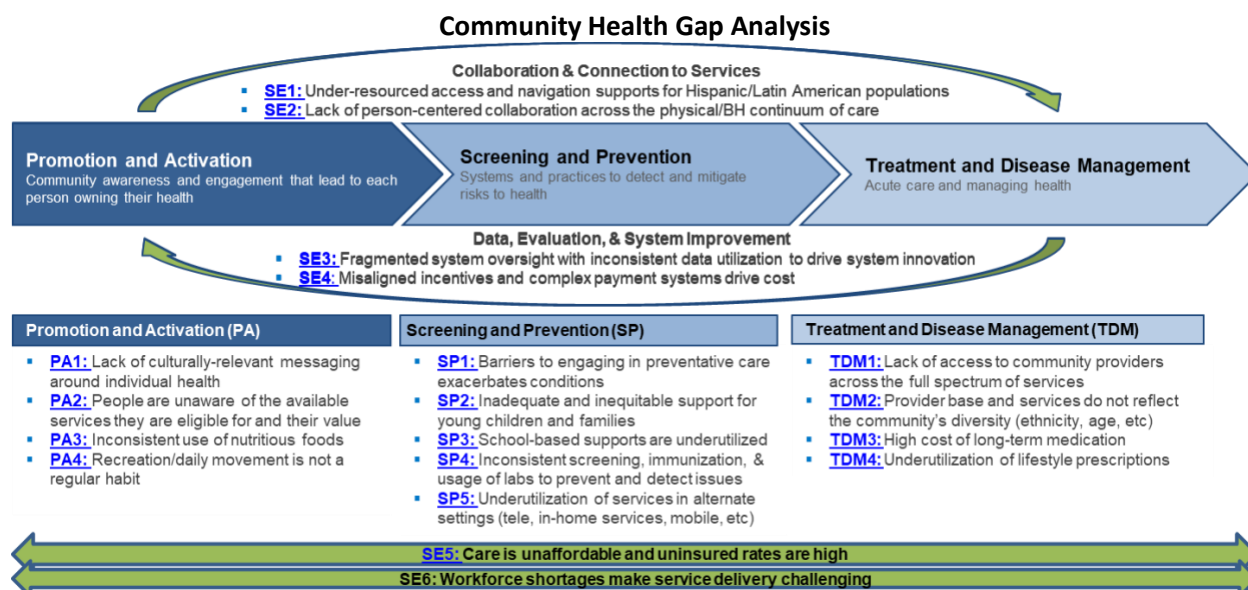 Community Health Gap Analysis
Collaboration & Connection to Services
SE1: Under-resourced access and navigation supports for Hispanic/Latin American populations
SE2: Lack of person-centered collaboration across the physical/BH continuum of care
Promotion and Activation
Community awareness and engagement that lead to each
person owning their health
Screening and Prevention
Systems and practices to detect and mitigate
risks to health
Treatment and Disease Management
Acute care and managing health
Data, Evaluation, & System Improvement
SE3: Fragmented system oversight with inconsistent data utilization to drive system innovation
SE4: Misaligned incentives and complex payment systems drive cost
Promotion and Activation (PA)
PA1: Lack of culturally-relevant messaging
around individual health
PA2: People are unaware of the available
services they are eligible for and their value
PA3: Inconsistent use of nutritious foods
PA4: Recreation/daily movement is not a
regular habit
Screening and Prevention (SP)
SP1: Barriers to engaging in preventative care
exacerbates conditions
SP2: Inadequate and inequitable support for
young children and families
SP3: School-based supports are underutilized
SP4: Inconsistent screening, immunization, &
usage of labs to prevent and detect issues
SP5: Underutilization of services in alternate
settings (tele, in-home services, mobile, etc)
Treatment and Disease Management (TDM)
TDM1: Lack of access to community providers
across the full spectrum of services
TDM2: Provider base and services do not reflect
the community's diversity (ethnicity, age, etc)
TDM3: High cost of long-term medication
TDM4: Underutilization of lifestyle prescriptions
SE5: Care is unaffordable and uninsured rates are high
SE6: Workforce shortages make service delivery challenging